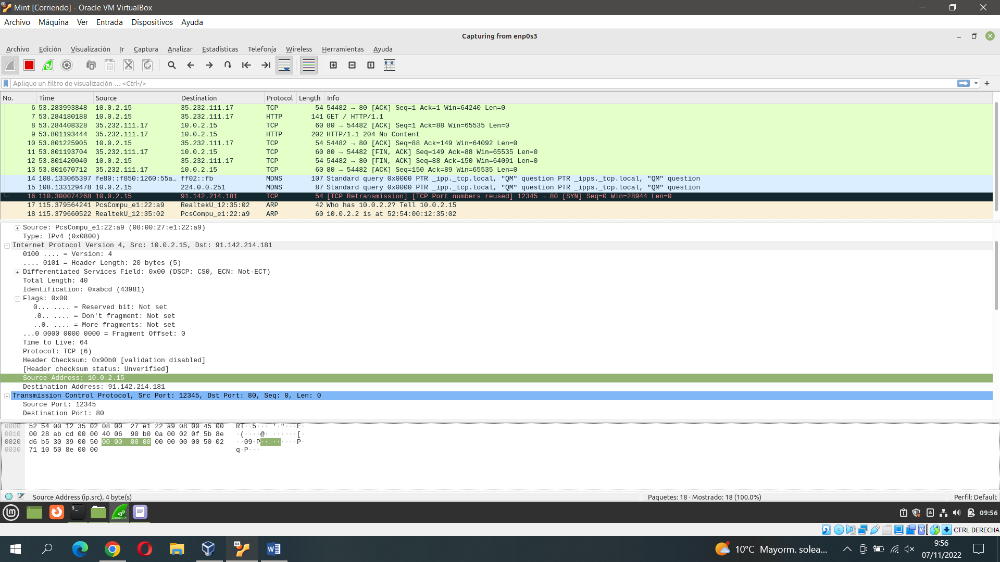 Mint [Corriendo] - Oracle VM VirtualBox
Archivo Máquina Ver Entrada Dispositivos Ayuda
Capturing from enp0s3
Archivo Edición Visualización Ir Captura Analizar Estadísticas Telefonía Wireless Herramientas Ayuda
Aplique un filtro de visualización … <Ctrl-/>
No. Time Source Destination Protocol Length Info
6 53.283993848 10.0.2.15 35.232.111.17 TCP 54 54482 → 80 [ACK] Seq=1 Ack=1 Win=64240 Len=0
7 53.284180188 10.0.2.15 35.232.111.17 HTTP 141 GET / HTTP/1.1
8 53.284408328 35.232.111.17 10.0.2.15 TCP 60 80 → 54482 [ACK] Seq=1 Ack=88 Win=65535 Len=0
9 53.801193444 35.232.111.17 10.0.2.15 HTTP 202 HTTP/1.1 204 No Content
10 53.801225905 10.0.2.15 35.232.111.17 TCP 54 54482 → 80 [ACK] Seq=88 Ack=149 Win=64092 Len=0
11 53.801193704 35.232.111.17 10.0.2.15 TCP 60 80 → 54482 [FIN, ACK] Seq=149 Ack=88 Win=65535 Len=0
12 53.801420040 10.0.2.15 35.232.111.17 TCP 54 54482 → 80 [FIN, ACK] Seq=88 Ack=150 Win=64091 Len=0
13 53.801670712 35.232.111.17 10.0.2.15 TCP 60 80 → 54482 [ACK] Seq=150 Ack=89 Win=65535 Len=0
14 108.133065397 fe80::f850:1260:55a… ff02::fb MDNS 107 Standard query 0x0000 PTR _ipp._tcp.local, "QM" question PTR _ipps._tcp.local, "QM" question
15 108.133129478 10.0.2.15 224.0.0.251 MDNS 87 Standard query 0x0000 PTR _ipp._tcp.local, "QM" question PTR _ipps._tcp.local, "QM" question
16 110.300074268 10.0.2.15 91.142.214.181 TCP 54 [TCP Retransmission] [TCP Port numbers reused] 12345 → 80 [SYN] Seq=0 Win=28944 Len=0
17 115.379564241 PcsCompu_e1:22:a9 RealtekU_12:35:02 ARP 42 Who has 10.0.2.2? Tell 10.0.2.15
18 115.379660522 RealtekU_12:35:02 PcsCompu_e1:22:a9 ARP 60 10.0.2.2 is at 52:54:00:12:35:02
Source: PcsCompu_e1:22:a9 (08:00:27:e1:22:a9)
Type: IPv4 (0x0800)
Internet Protocol Version 4, Src: 10.0.2.15, Dst: 91.142.214.181
0100 .... = Version: 4
.... 0101 = Header Length: 20 bytes (5)
Differentiated Services Field: 0x00 (DSCP: CS0, ECN: Not-ECT)
Total Length: 40
Identification: 0xabcd (43981)
Flags: 0x00
0... .... = Reserved bit: Not set
.0.. .... = Don't fragment: Not set
..0. .... = More fragments: Not set
...0 0000 0000 0000 = Fragment Offset: 0
Time to Live: 64
Protocol: TCP (6)
Header Checksum: 0x90b0 [validation disabled]
[Header checksum status: Unverified]
Source Address: 10.0.2.15
Destination Address: 91.142.214.181
Transmission Control Protocol, Src Port: 12345, Dst Port: 80, Seq: 0, Len: 0
Source Port: 12345
Destination Port: 80
0000 52 54 00 12 35 02 08 00 27 e1 22 a9 08 00 45 00 RT··5··· '·"···E·
0010 00 28 ab cd 00 00 40 06 90 b0 0a 00 02 0f 5b 8e ·(····@· ······[·
0020 d6 b5 30 39 00 50 00 00 00 00 00 00 00 00 50 02 ··09·P·· ······P·
0030 71 10 50 8e 00 00 q·P···
Source Address (ip.src), 4 byte(s) Paquetes: 18 · Mostrado: 18 (100.0%) Perfil: Default
09:56
CTRL DERECHA
10°C Mayorm. solea...
9:56
07/11/2022